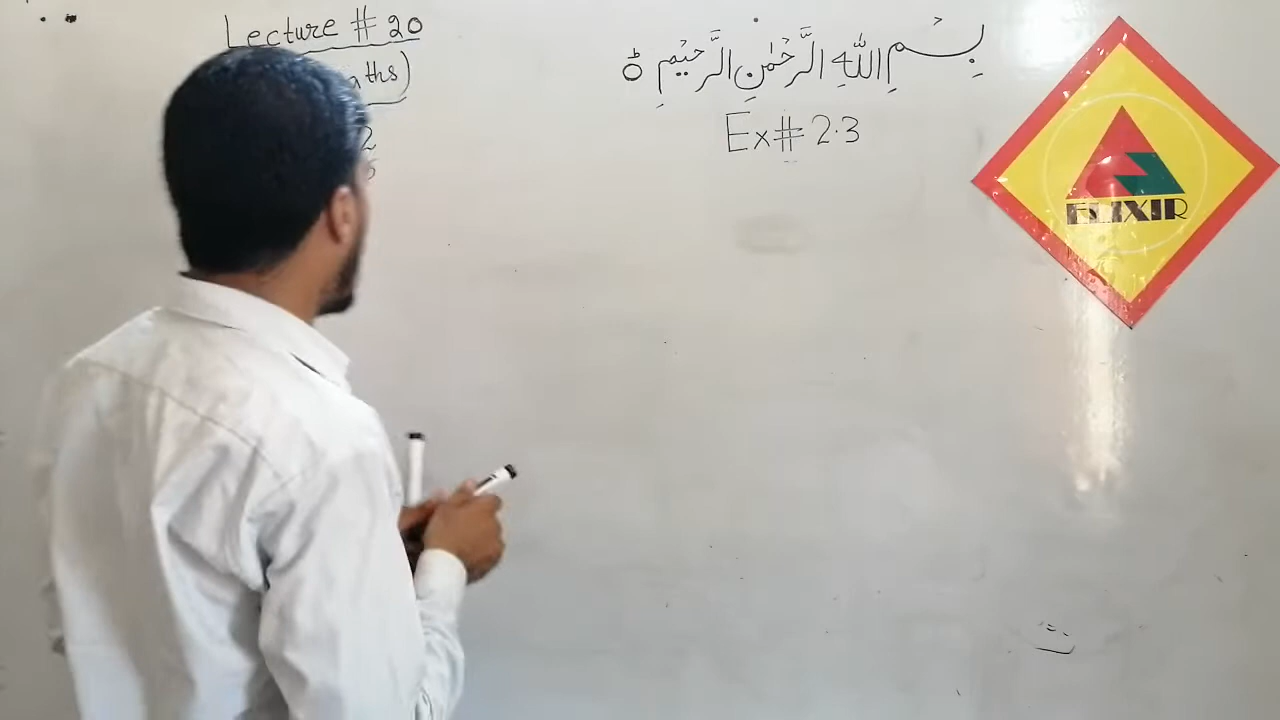 Lecture # 20
بِسْمِ اللّٰهِ الرَّحْمٰنِ الرَّحِيْمِ ۝
Ex# 2.3
ELIXIR